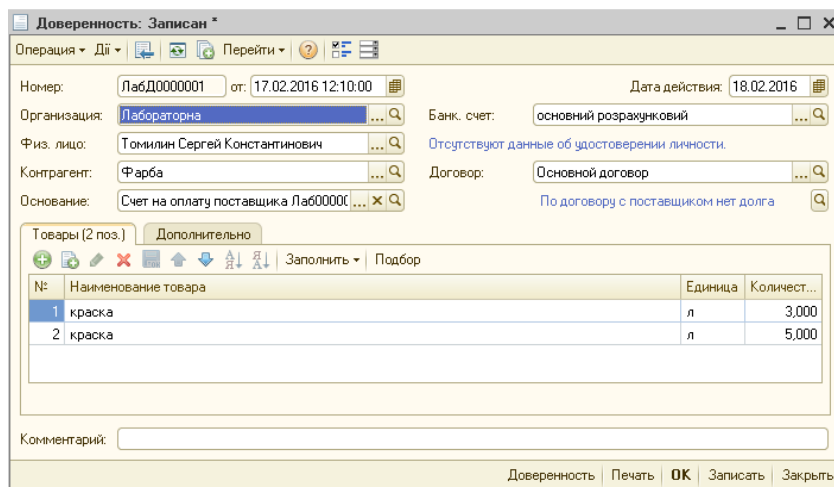 Доверенность: Записан *
Операция Дії Перейти
Номер: ЛабД0000001 от: 17.02.2016 12:10:00 Дата действия: 18.02.2016
Организация: Лабораторна ... Банк. счет: основний розрахунковий ...
Физ. лицо: Томилин Сергей Константинович ... Отсутствуют данные об удостоверении личности.
Контрагент: Фарба ... Договор: Основной договор ...
Основание: Счет на оплату поставщика Лаб00000 ... По договору с поставщиком нет долга
Товары (2 поз.) Дополнительно
Заполнить Подбор
№ Наименование товара Единица Количест...
1 краска л 3,000
2 краска л 5,000
Комментарий:
Доверенность Печать OK Записать Закрыть